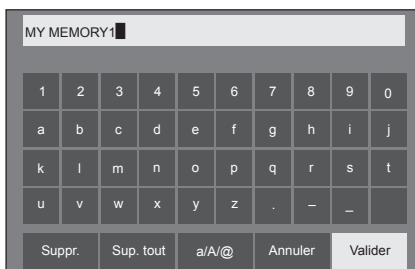 MY MEMORY1
1 2 3 4 5 6 7 8 9 0
a b c d e f g h i j
k l m n o p q r s t
u v w x y z . – _
Suppr. Sup. tout a/A/@ Annuler Valider